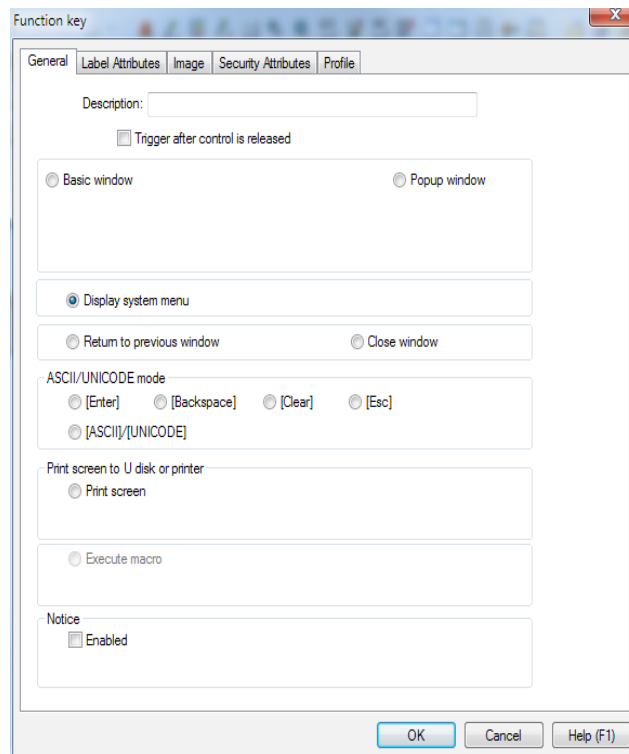 Function key
X
General Label Attributes Image Security Attributes Profile
Description:
Trigger after control is released
Basic window Popup window
Display system menu
Return to previous window Close window
ASCII/UNICODE mode
[Enter] [Backspace] [Clear] [Esc]
[ASCII]/[UNICODE]
Print screen to U disk or printer
Print screen
Execute macro
Notice
Enabled
OK Cancel Help (F1)